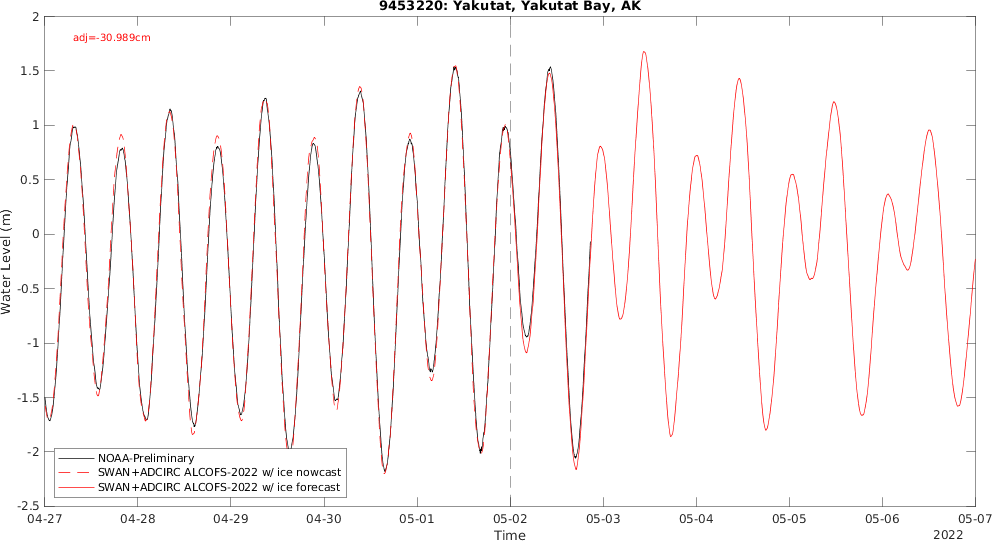 9453220: Yakutat, Yakutat Bay, AK
adj=-30.989cm
2
1.5
1
0.5
0
-0.5
-1
-1.5
-2
-2.5
Water Level (m)
NOAA-Preliminary
SWAN+ADCIRC ALCOFS-2022 w/ ice nowcast
SWAN+ADCIRC ALCOFS-2022 w/ ice forecast
04-27 04-28 04-29 04-30 05-01 05-02 05-03 05-04 05-05 05-06 05-07
Time
2022